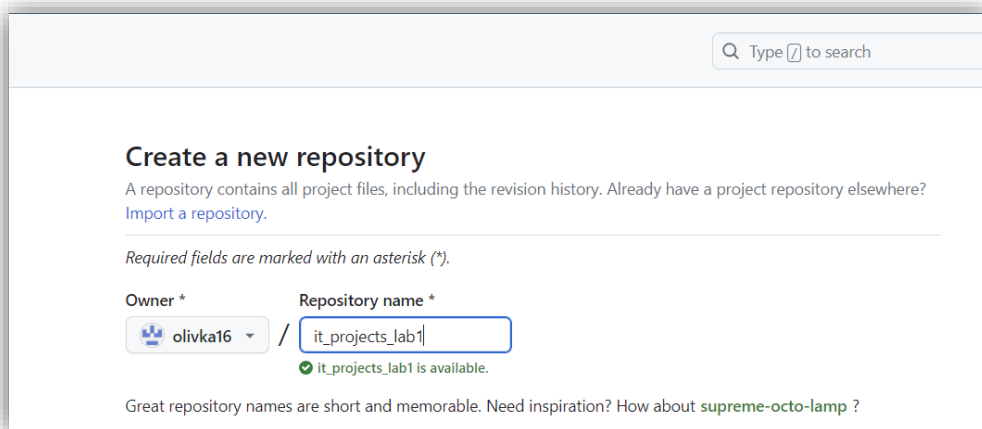 Type / to search
Create a new repository
A repository contains all project files, including the revision history. Already have a project repository elsewhere?
Import a repository.
Required fields are marked with an asterisk (*).
Owner * Repository name *
olivka16 / it_projects_lab1
it_projects_lab1 is available.
Great repository names are short and memorable. Need inspiration? How about supreme-octo-lamp ?